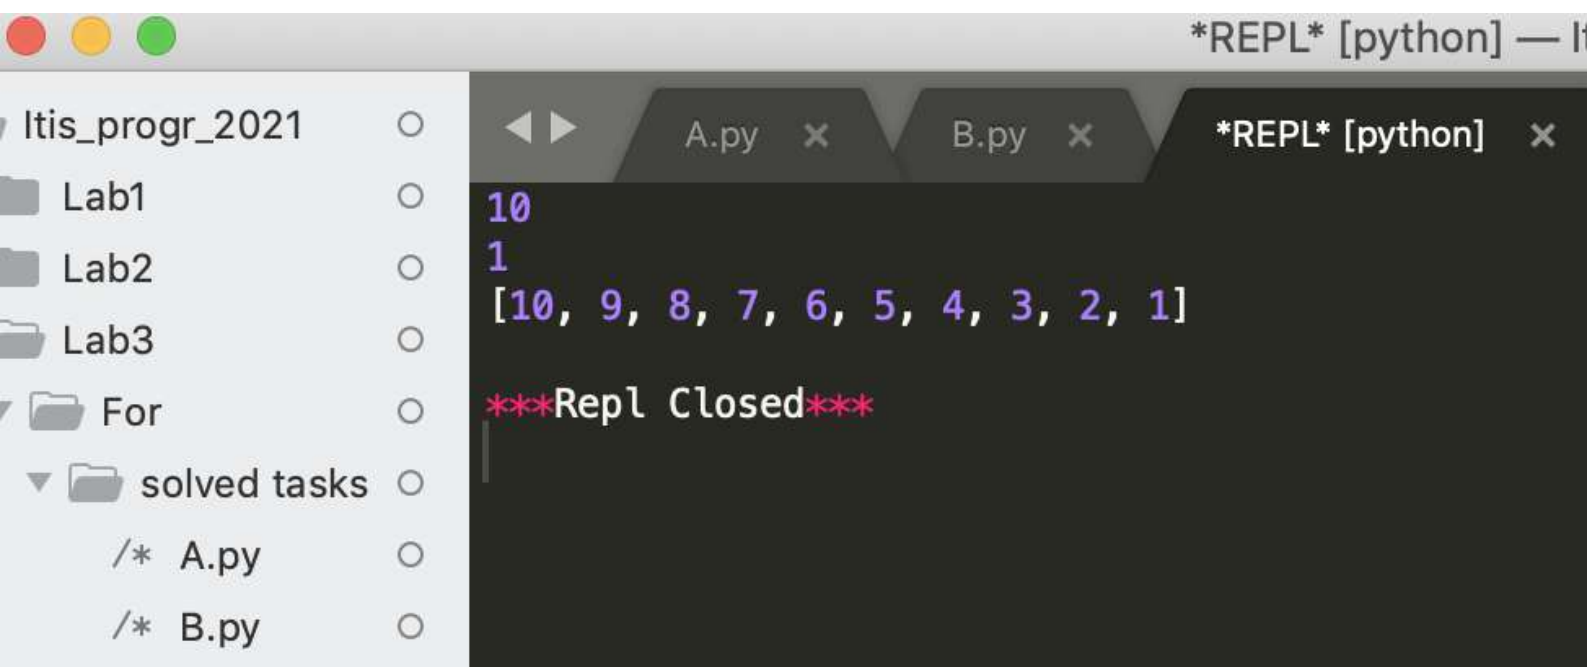 *REPL* [python] — It
Itis_progr_2021
Lab1
Lab2
Lab3
For
solved tasks
/* A.py
/* B.py
A.py ×
B.py ×
*REPL* [python] ×
10
1
[10, 9, 8, 7, 6, 5, 4, 3, 2, 1]
***Repl Closed***